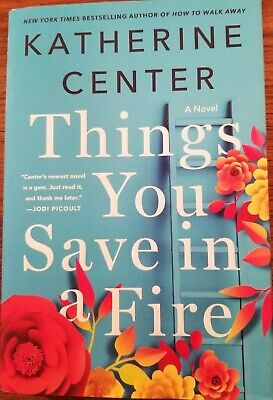 NEW YORK TIMES BESTSELLING AUTHOR OF HOW TO WALK AWAY
KATHERINE
CENTER
A Novel
Things
You
Save in
a Fire
"Center's newest novel
is a gem. Just read it,
and thank me later."
—JODI PICOULT